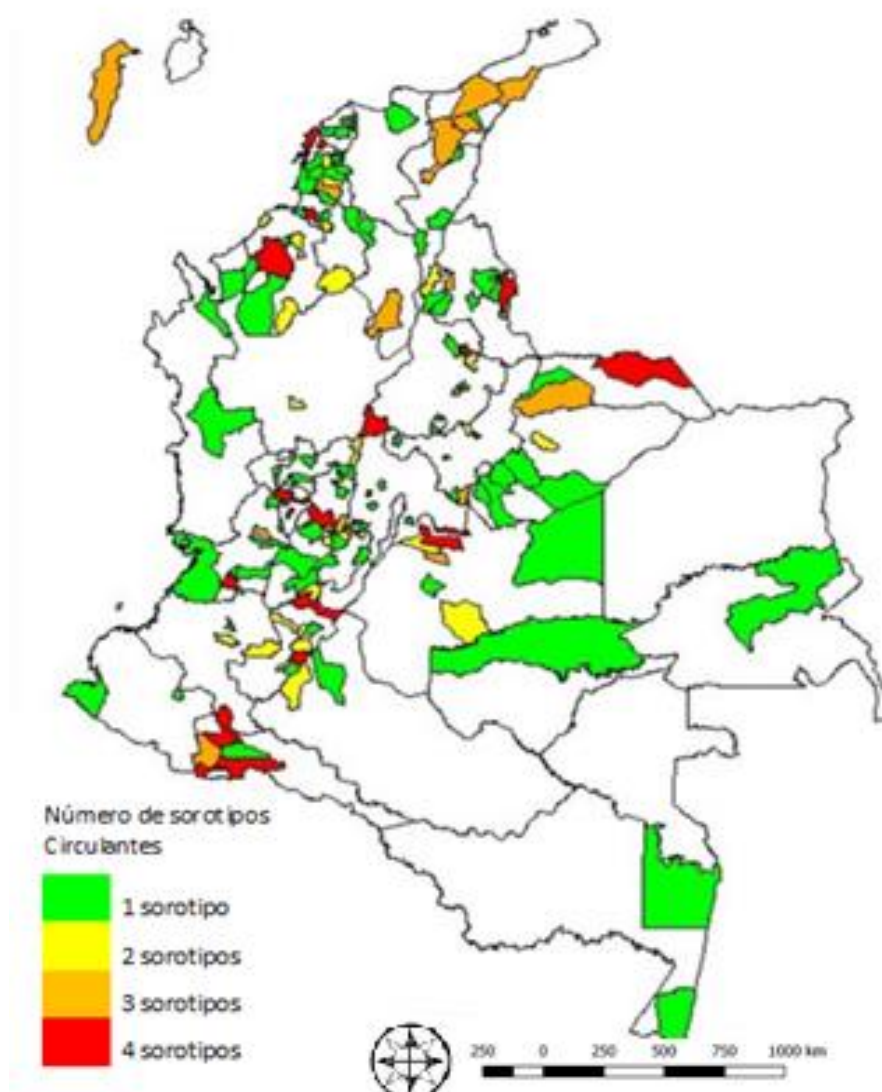 Número de sorotipos
Circulantes
1 sorotipo
2 sorotipos
3 sorotipos
4 sorotipos
250 0 250 500 750 1000 km